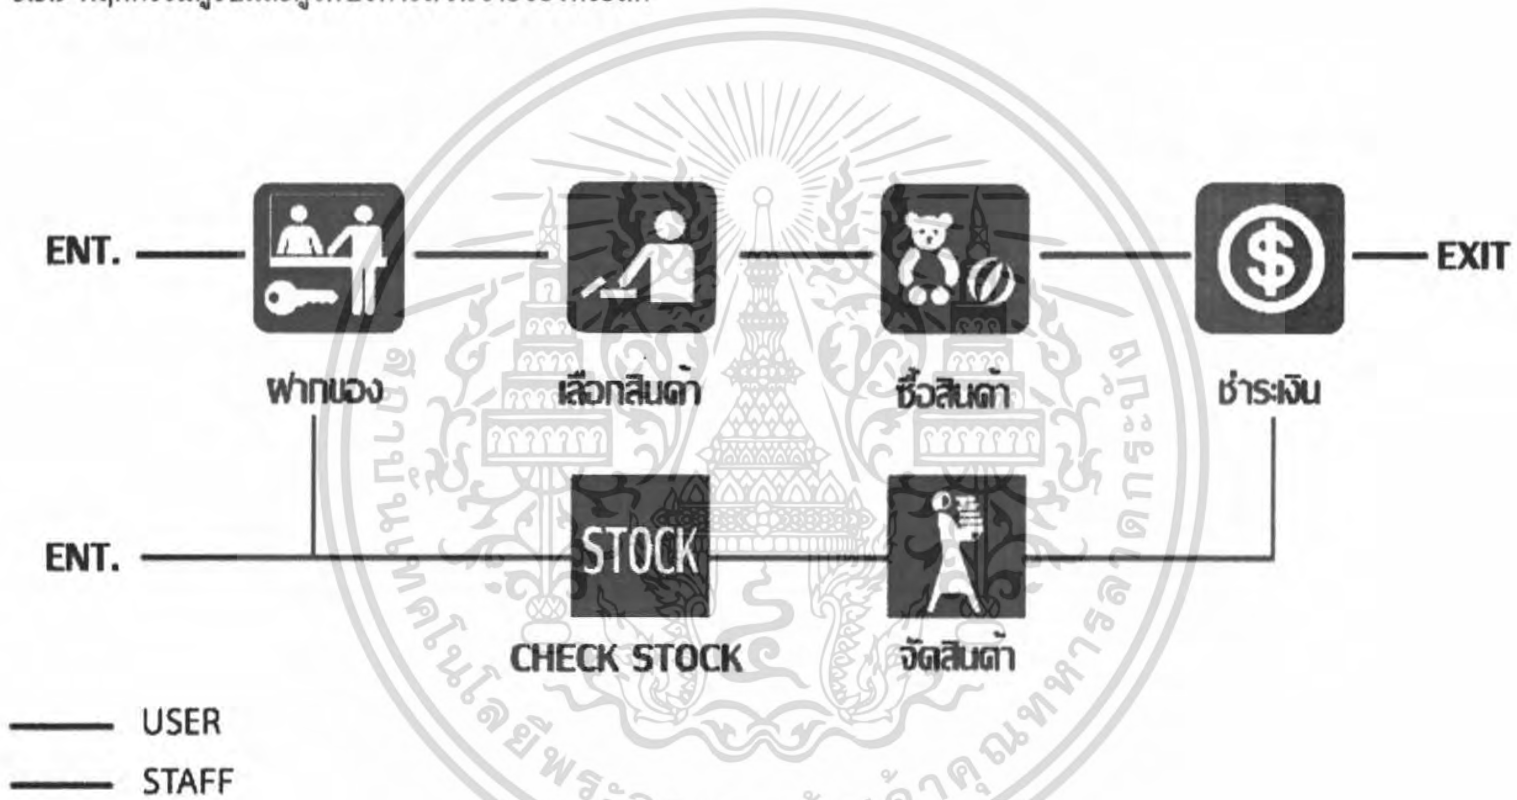 ENT.
EXIT
ฝากของ
เลือกสินค้า
ซื้อสินค้า
ชำระเงิน
ENT.
STOCK
CHECK STOCK
จัดสินค้า
USER
STAFF